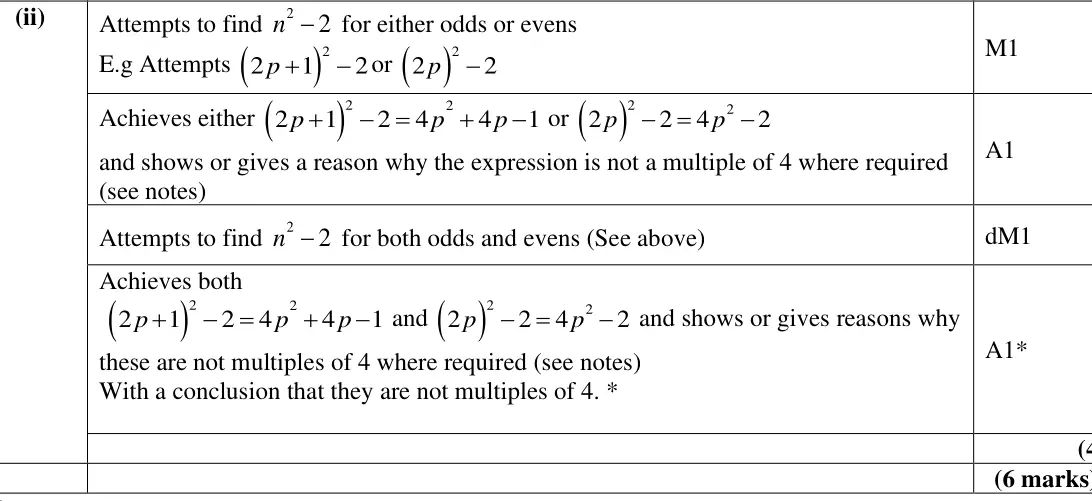 (ii)
Attempts to find n² − 2 for either odds or evens
E.g Attempts (2p+1)² − 2 or (2p)² − 2
M1
Achieves either (2p+1)² − 2 = 4p² + 4p − 1 or (2p)² − 2 = 4p² − 2
and shows or gives a reason why the expression is not a multiple of 4 where required
(see notes)
A1
Attempts to find n² − 2 for both odds and evens (See above)
dM1
Achieves both
(2p+1)² − 2 = 4p² + 4p − 1 and (2p)² − 2 = 4p² − 2 and shows or gives reasons why
these are not multiples of 4 where required (see notes)
With a conclusion that they are not multiples of 4. *
A1*
(4
(6 marks)